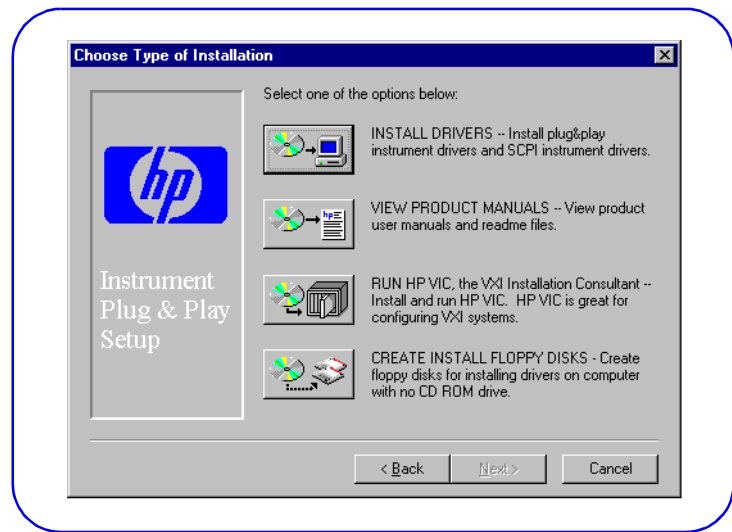 Choose Type of Installation
Select one of the options below:
hp
Instrument
Plug & Play
Setup
INSTALL DRIVERS -- Install plug&play
instrument drivers and SCPI instrument drivers.
hp
VIEW PRODUCT MANUALS -- View product
user manuals and readme files.
RUN HP VIC, the VXI Installation Consultant --
Install and run HP VIC.  HP VIC is great for
configuring VXI systems.
CREATE INSTALL FLOPPY DISKS - Create
floppy disks for installing drivers on computer
with no CD ROM drive.
< Back
Next >
Cancel